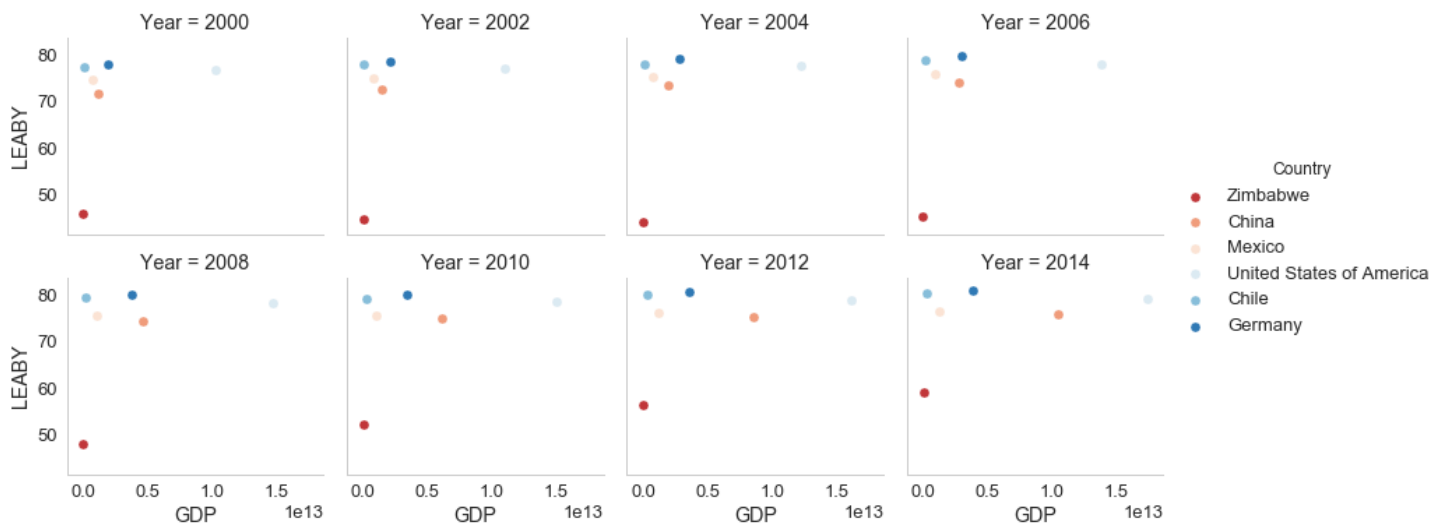 Year = 2000 Year = 2002 Year = 2004 Year = 2006
80
70
60
50
LEABY
Country
Zimbabwe
China
Mexico
United States of America
Chile
Germany
Year = 2008 Year = 2010 Year = 2012 Year = 2014
80
70
60
50
LEABY
0.0 0.5 1.0 1.5 0.0 0.5 1.0 1.5 0.0 0.5 1.0 1.5 0.0 0.5 1.0 1.5
GDP 1e13 GDP 1e13 GDP 1e13 GDP 1e13